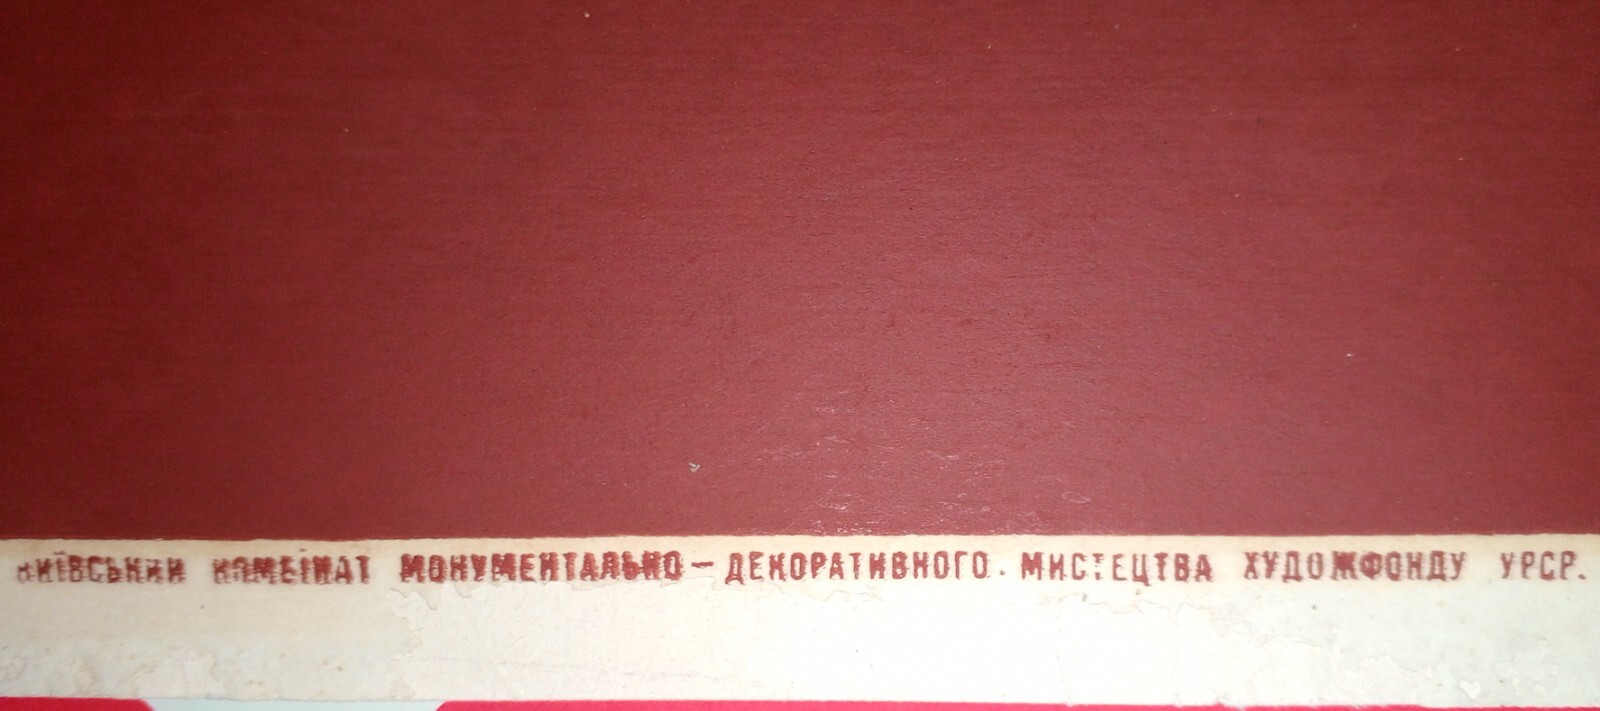 КИЇВСЬКИЙ КОМБІНАТ МОНУМЕНТАЛЬНО – ДЕКОРАТИВНОГО. МИСТЕЦТВА ХУДОЖФОНДУ УРСР.